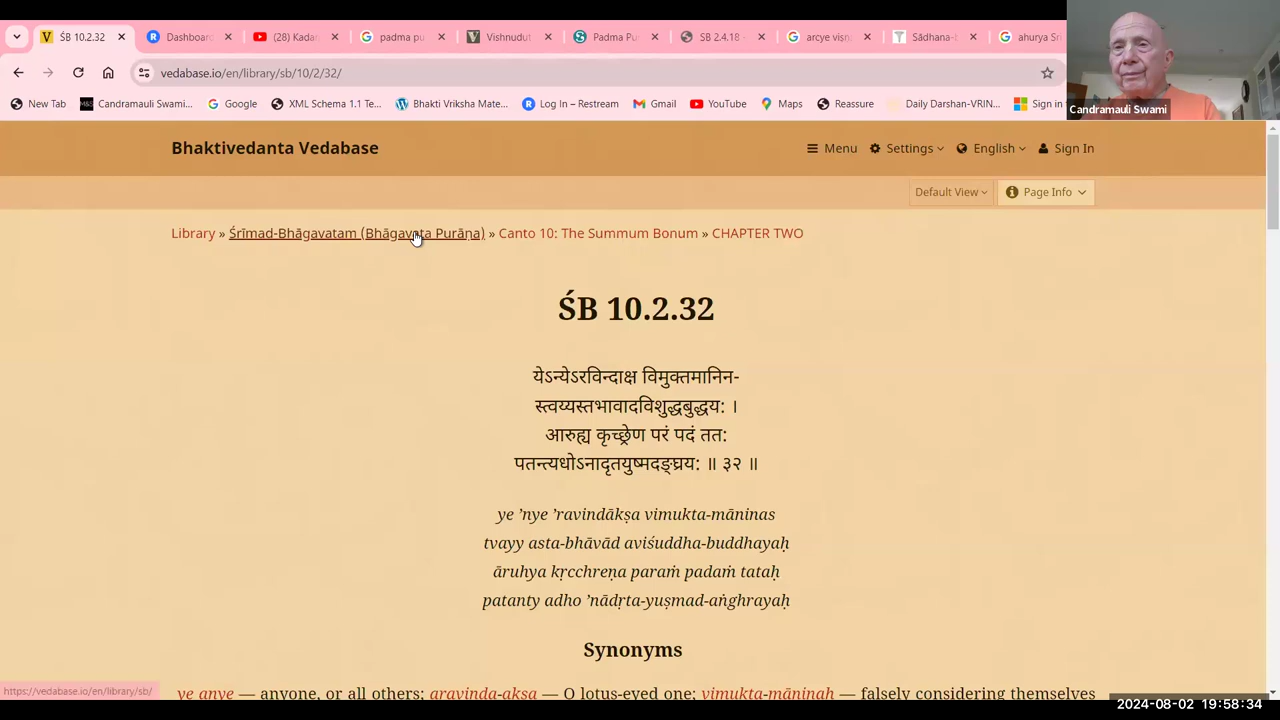 ŚB 10.2.32
Dashboar
(28) Kadar
padma pu
Vishnudut
Padma Pu
SB 2.4.18 -
arcye viṣṇ
Sādhana-
ahurya Sri
vedabase.io/en/library/sb/10/2/32/
New Tab
M&S Candramauli Swami...
Google
XML Schema 1.1 Te...
Bhakti Vriksha Mate...
Log In – Restream
Gmail
YouTube
Maps
Reassure
Daily Darshan-VRIN...
Sign in
Candramauli Swami
Bhaktivedanta Vedabase
Menu Settings English Sign In
Default View Page Info
Library » Śrīmad-Bhāgavatam (Bhāgavata Purāṇa) » Canto 10: The Summum Bonum » CHAPTER TWO
ŚB 10.2.32
येऽन्येऽरविन्दाक्ष विमुक्तमानिन-
स्त्वय्यस्तभावादविशुद्धबुद्धय: ।
आरुह्य कृच्छ्रेण परं पदं तत:
पतन्त्यधोऽनादृतयुष्मदङ्‍घ्रय: ॥ ३२ ॥
ye ’nye ’ravindākṣa vimukta-māninas
tvayy asta-bhāvād aviśuddha-buddhayaḥ
āruhya kṛcchreṇa paraṁ padaṁ tataḥ
patanty adho ’nādṛta-yuṣmad-aṅghrayaḥ
Synonyms
ye anye — anyone, or all others; aravinda-akṣa — O lotus-eyed one; vimukta-māninaḥ — falsely considering themselves
https://vedabase.io/en/library/sb/
2024-08-02 19:58:34